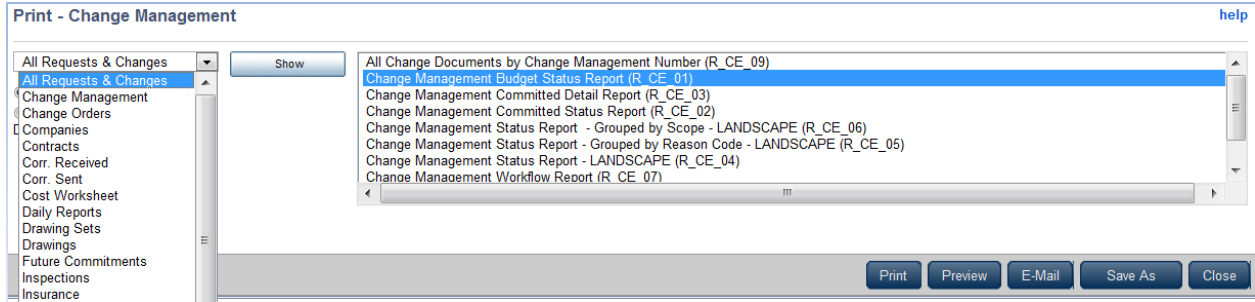 Print - Change Management
help
All Requests & Changes
Show
All Requests & Changes
Change Management
Change Orders
Companies
Contracts
Corr. Received
Corr. Sent
Cost Worksheet
Daily Reports
Drawing Sets
Drawings
Future Commitments
Inspections
Insurance
All Change Documents by Change Management Number (R_CE_09)
Change Management Budget Status Report (R_CE_01)
Change Management Committed Detail Report (R_CE_03)
Change Management Committed Status Report (R_CE_02)
Change Management Status Report  - Grouped by Scope - LANDSCAPE (R_CE_06)
Change Management Status Report - Grouped by Reason Code - LANDSCAPE (R_CE_05)
Change Management Status Report - LANDSCAPE (R_CE_04)
Change Management Workflow Report (R_CE_07)
Print
Preview
E-Mail
Save As
Close